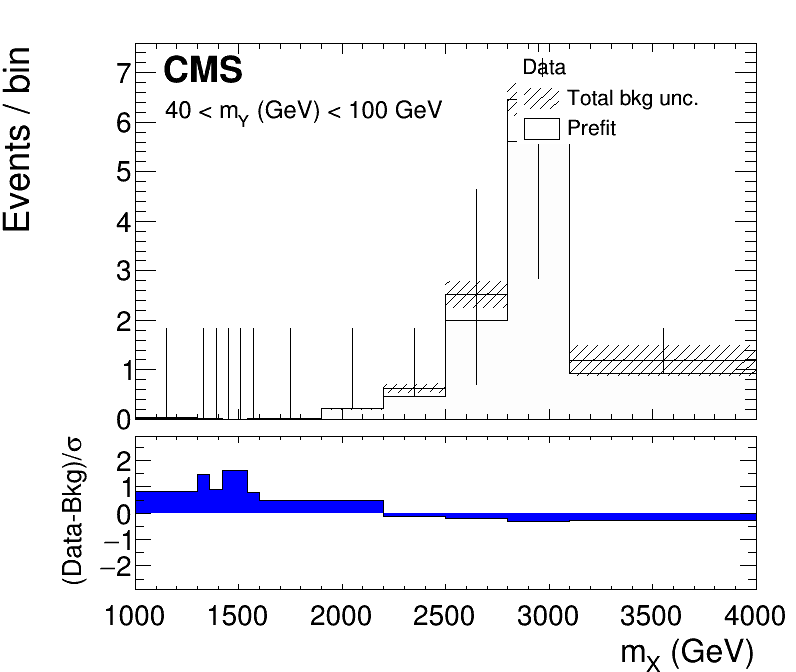 CMS
40 < mY (GeV) < 100 GeV
Data
Total bkg unc.
Prefit
Events / bin
7
6
5
4
3
2
1
0
(Data-Bkg)/σ
2
1
0
−1
−2
1000 1500 2000 2500 3000 3500 4000
mX (GeV)